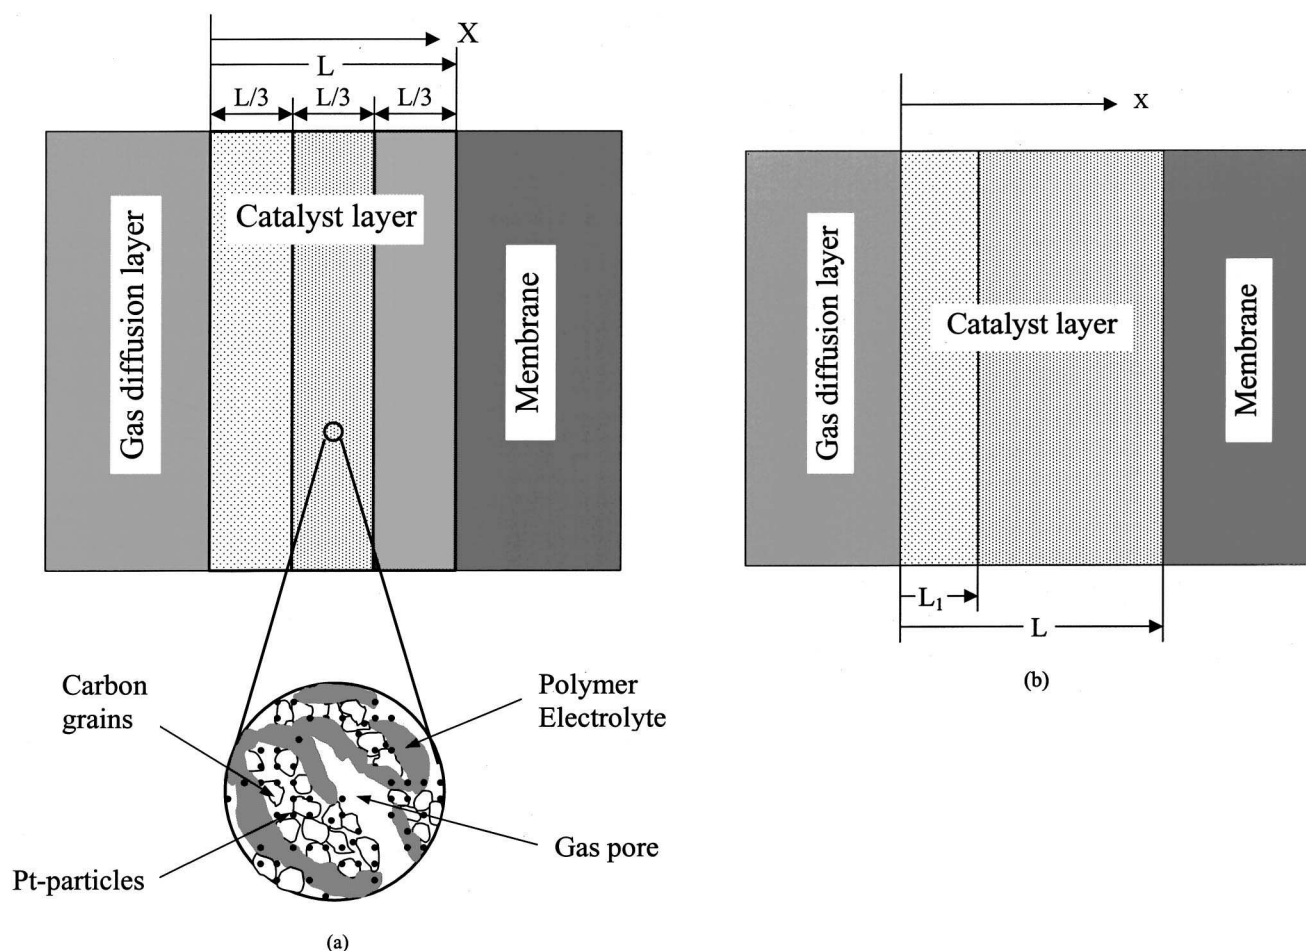 X
L
L/3
L/3
L/3
Gas diffusion layer
Catalyst layer
Membrane
Carbon
grains
Polymer
Electrolyte
Gas pore
Pt-particles
(a)
x
Gas diffusion layer
Catalyst layer
Membrane
L₁
L
(b)